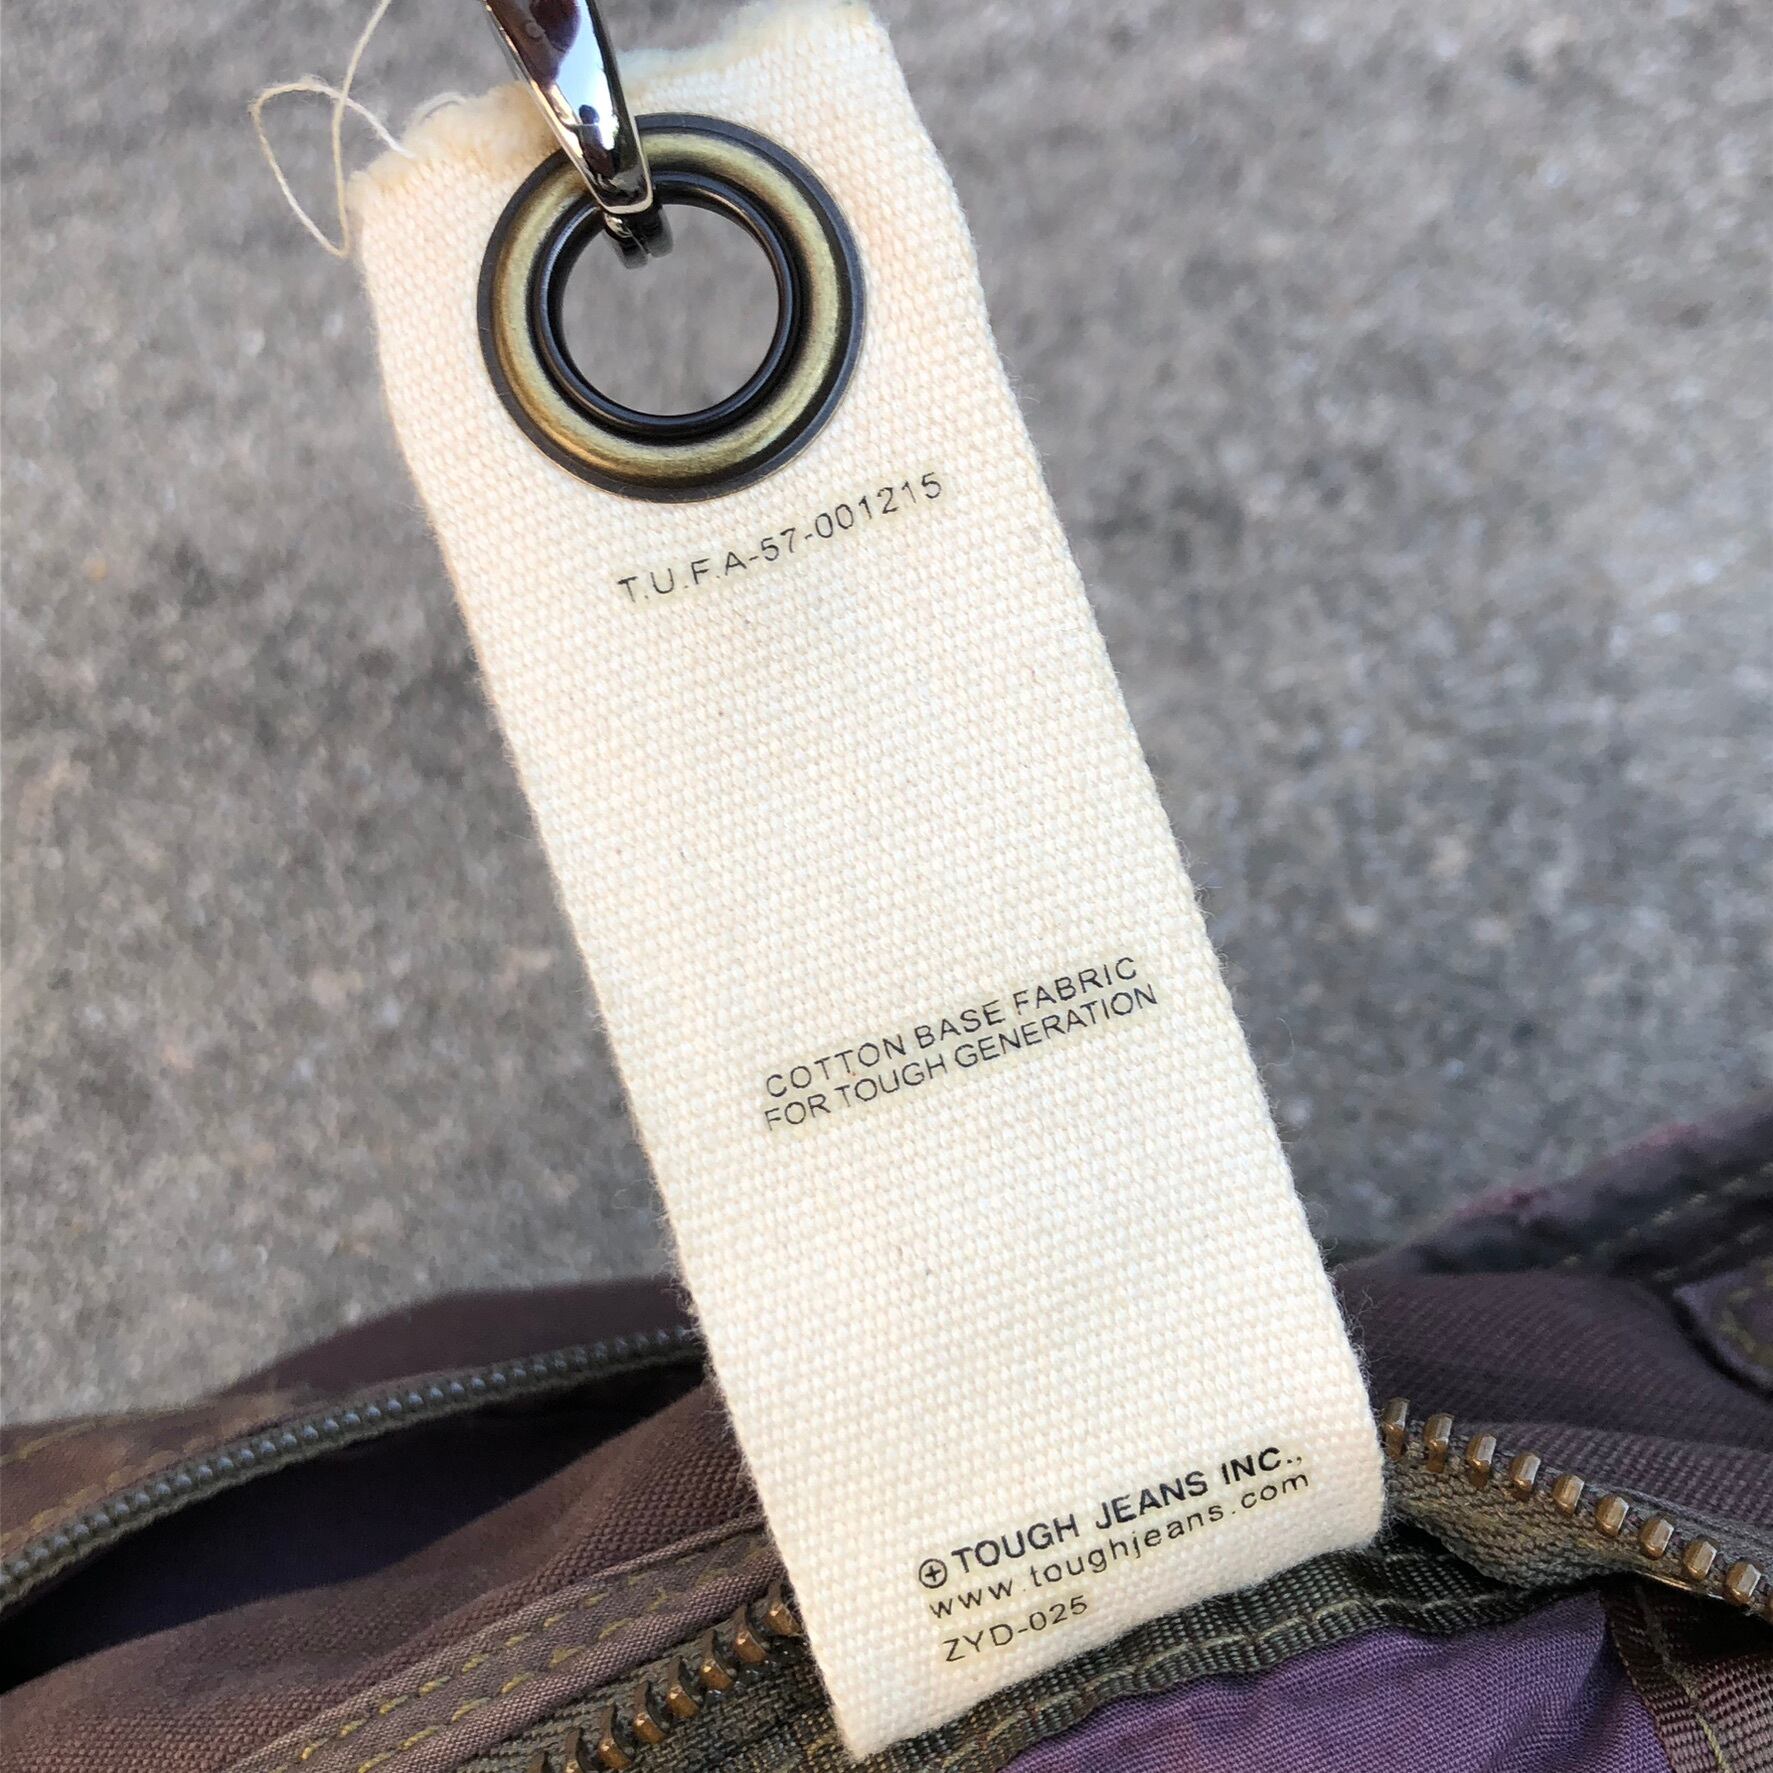 T.U.F.A-57-001215
COTTON BASE FABRIC
FOR TOUGH GENERATION
TOUGH JEANS INC.,
www.toughjeans.com
ZYD-025